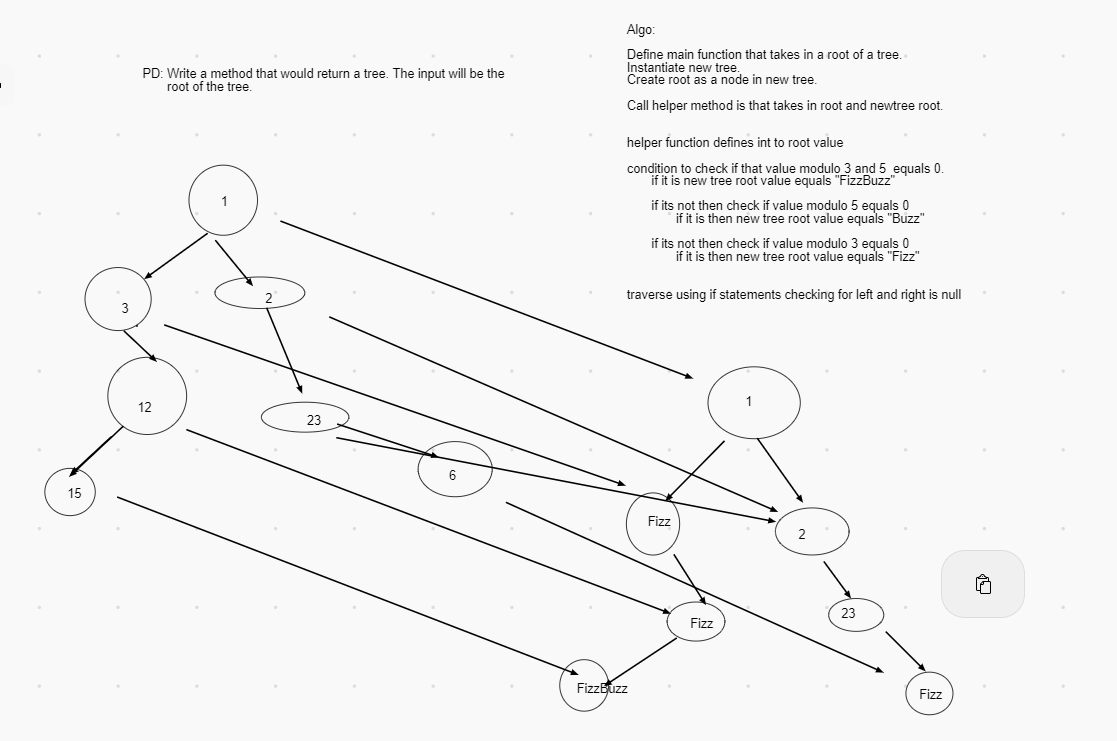 Algo:
Define main function that takes in a root of a tree.
Instantiate new tree.
Create root as a node in new tree.
Call helper method is that takes in root and newtree root.
helper function defines int to root value
condition to check if that value modulo 3 and 5  equals 0.
if it is new tree root value equals "FizzBuzz"
if its not then check if value modulo 5 equals 0
if it is then new tree root value equals "Buzz"
if its not then check if value modulo 3 equals 0
if it is then new tree root value equals "Fizz"
traverse using if statements checking for left and right is null
PD: Write a method that would return a tree. The input will be the
root of the tree.
1
3
2
12
23
6
15
1
Fizz
2
Fizz
23
FizzBuzz
Fizz